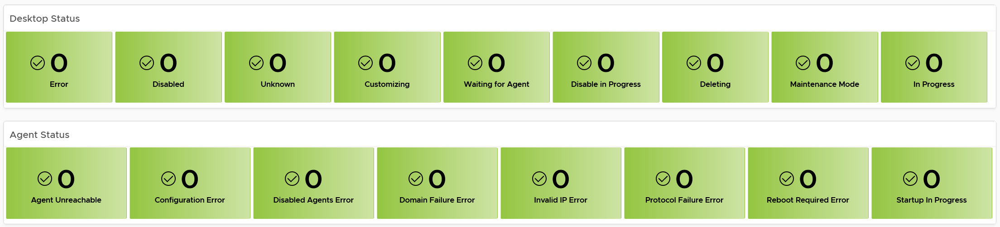 Desktop Status
0 0 0 0 0 0 0 0 0
Error Disabled Unknown Customizing Waiting for Agent Disable in Progress Deleting Maintenance Mode In Progress
Agent Status
0 0 0 0 0 0 0 0
Agent Unreachable Configuration Error Disabled Agents Error Domain Failure Error Invalid IP Error Protocol Failure Error Reboot Required Error Startup In Progress